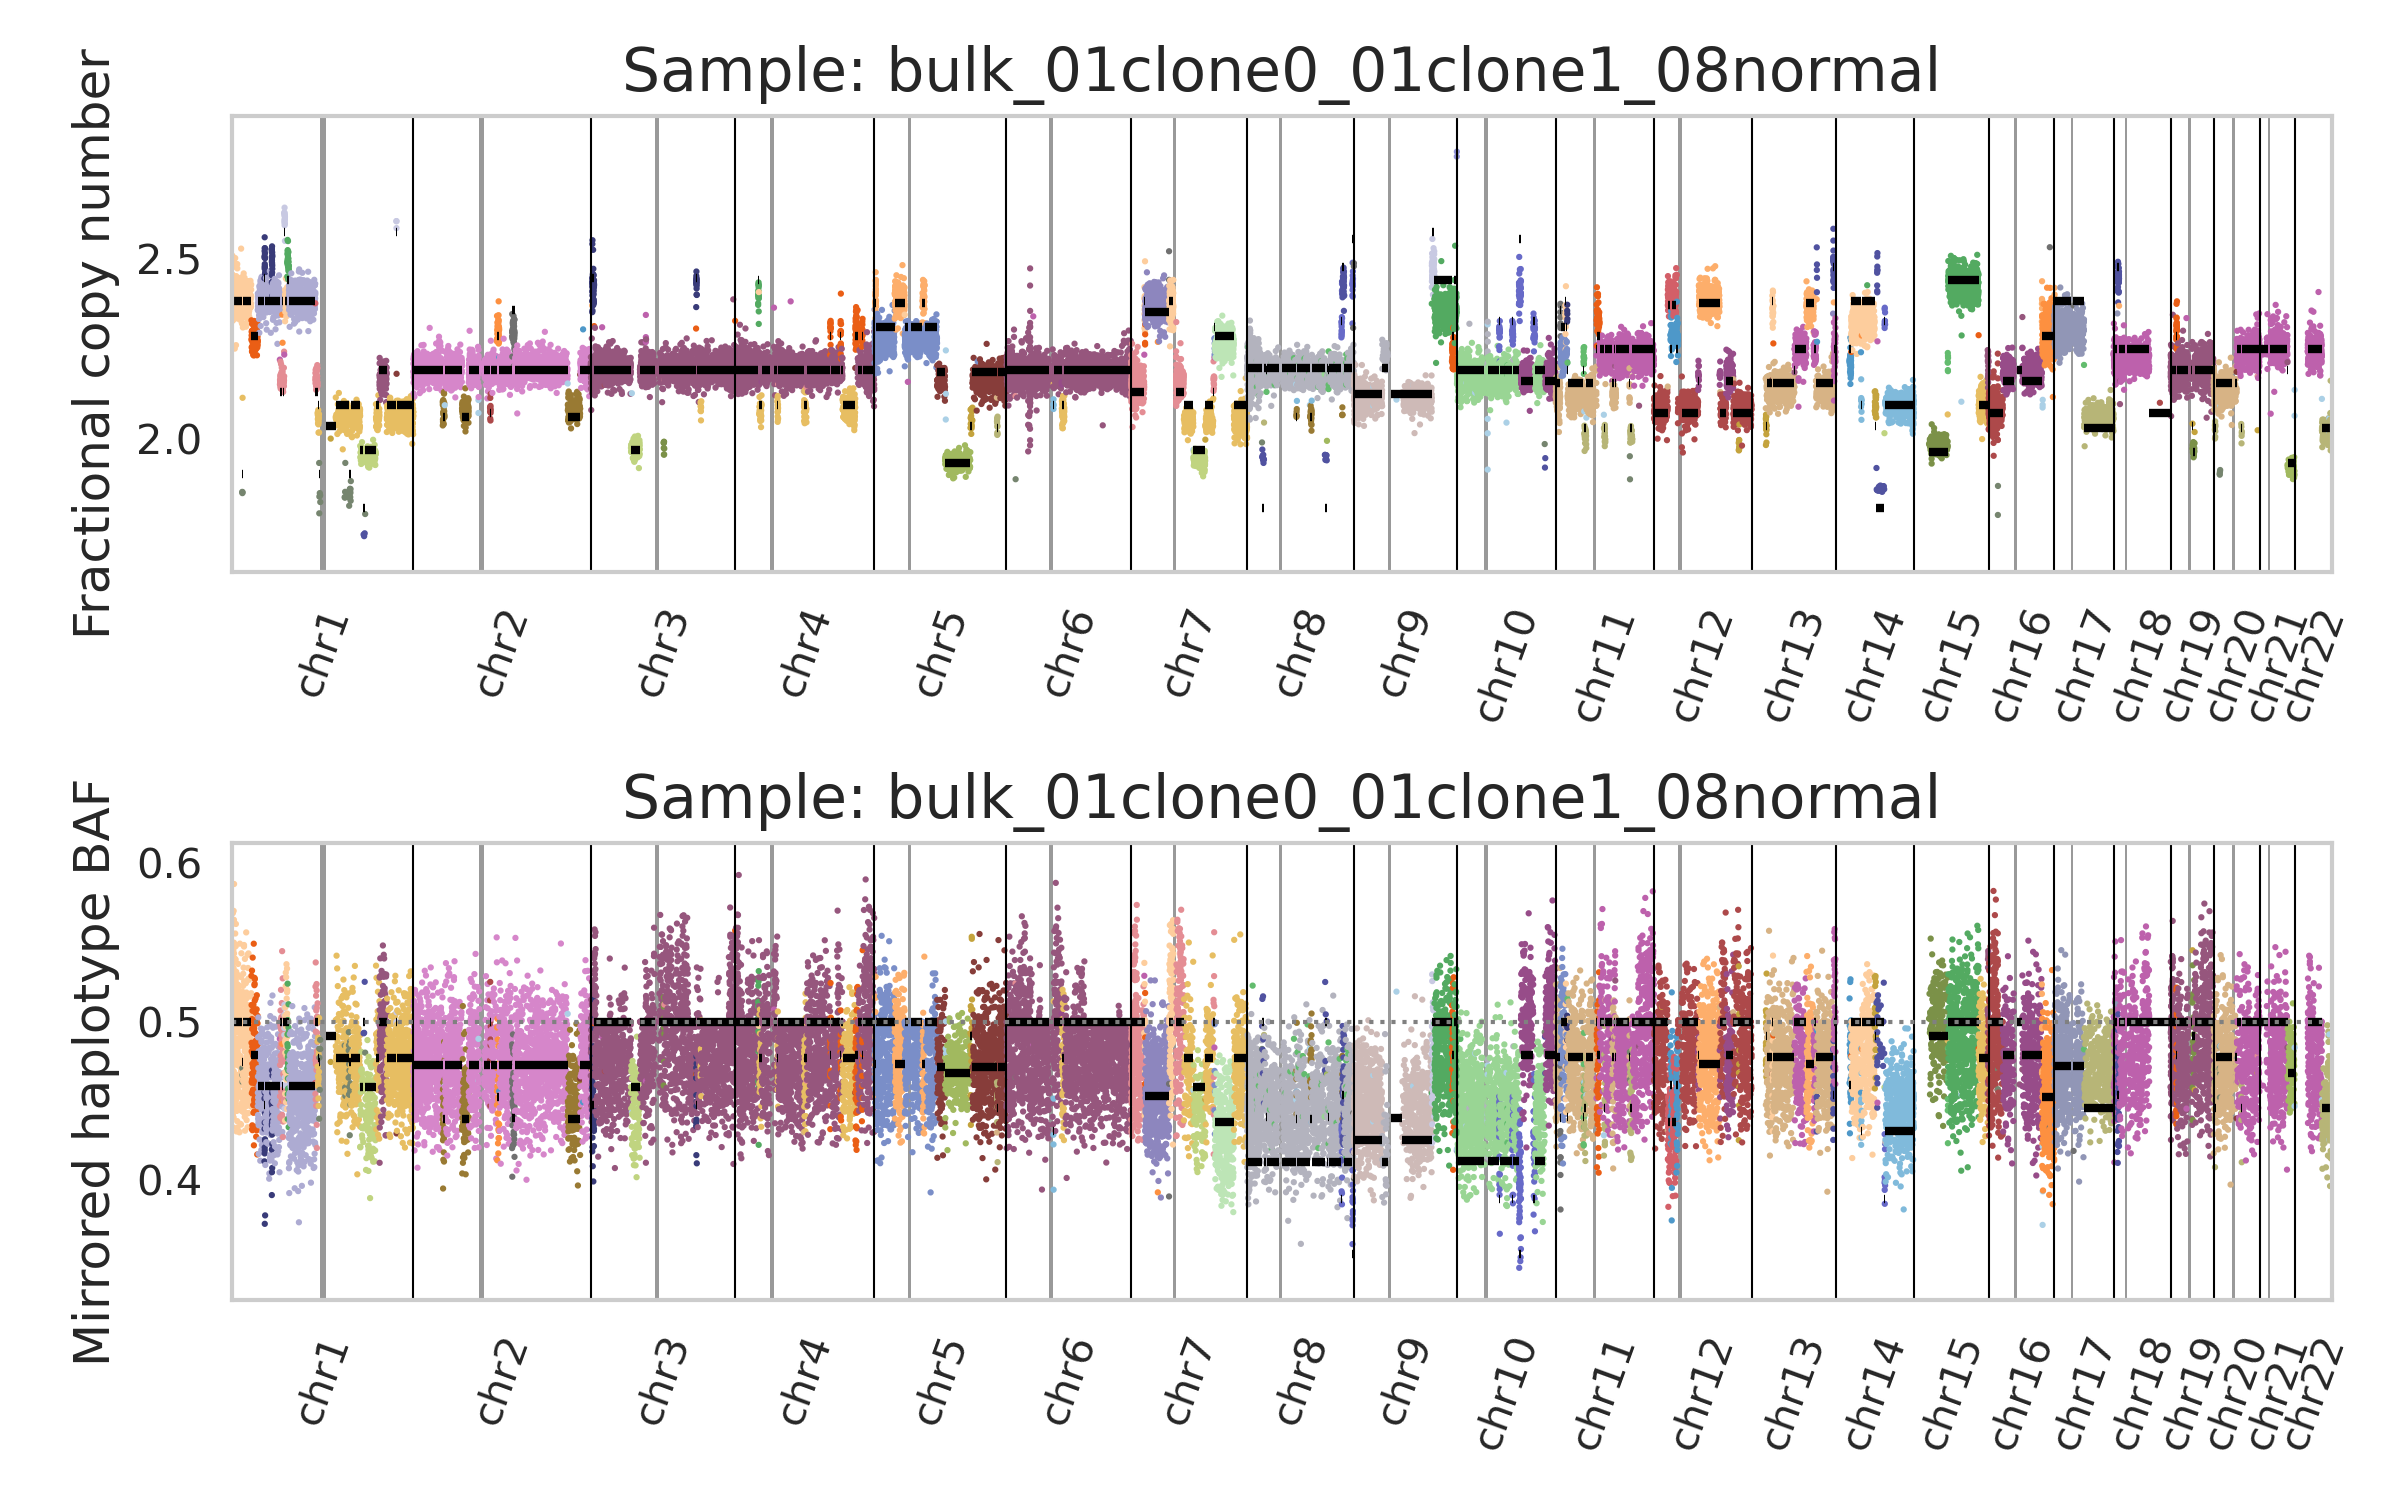 Sample: bulk_01clone0_01clone1_08normal
Fractional copy number
2.5
2.0
chr1 chr2 chr3 chr4 chr5 chr6 chr7 chr8 chr9 chr10 chr11 chr12 chr13 chr14 chr15 chr16 chr17 chr18 chr19 chr20 chr21 chr22
Sample: bulk_01clone0_01clone1_08normal
Mirrored haplotype BAF
0.6
0.5
0.4
chr1 chr2 chr3 chr4 chr5 chr6 chr7 chr8 chr9 chr10 chr11 chr12 chr13 chr14 chr15 chr16 chr17 chr18 chr19 chr20 chr21 chr22